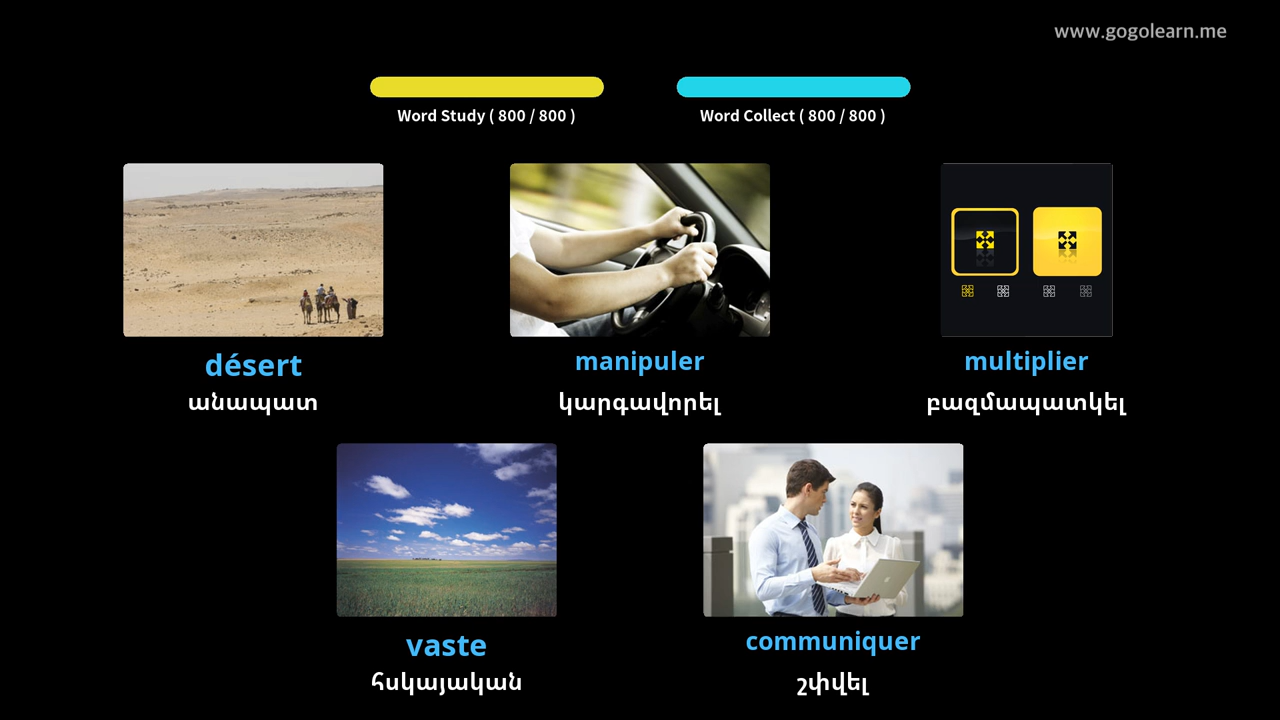 www.gogolearn.me
Word Study ( 800 / 800 )
Word Collect ( 800 / 800 )
désert
անապատ
manipuler
կարգավորել
multiplier
բազմապատկել
vaste
հսկայական
communiquer
շփվել